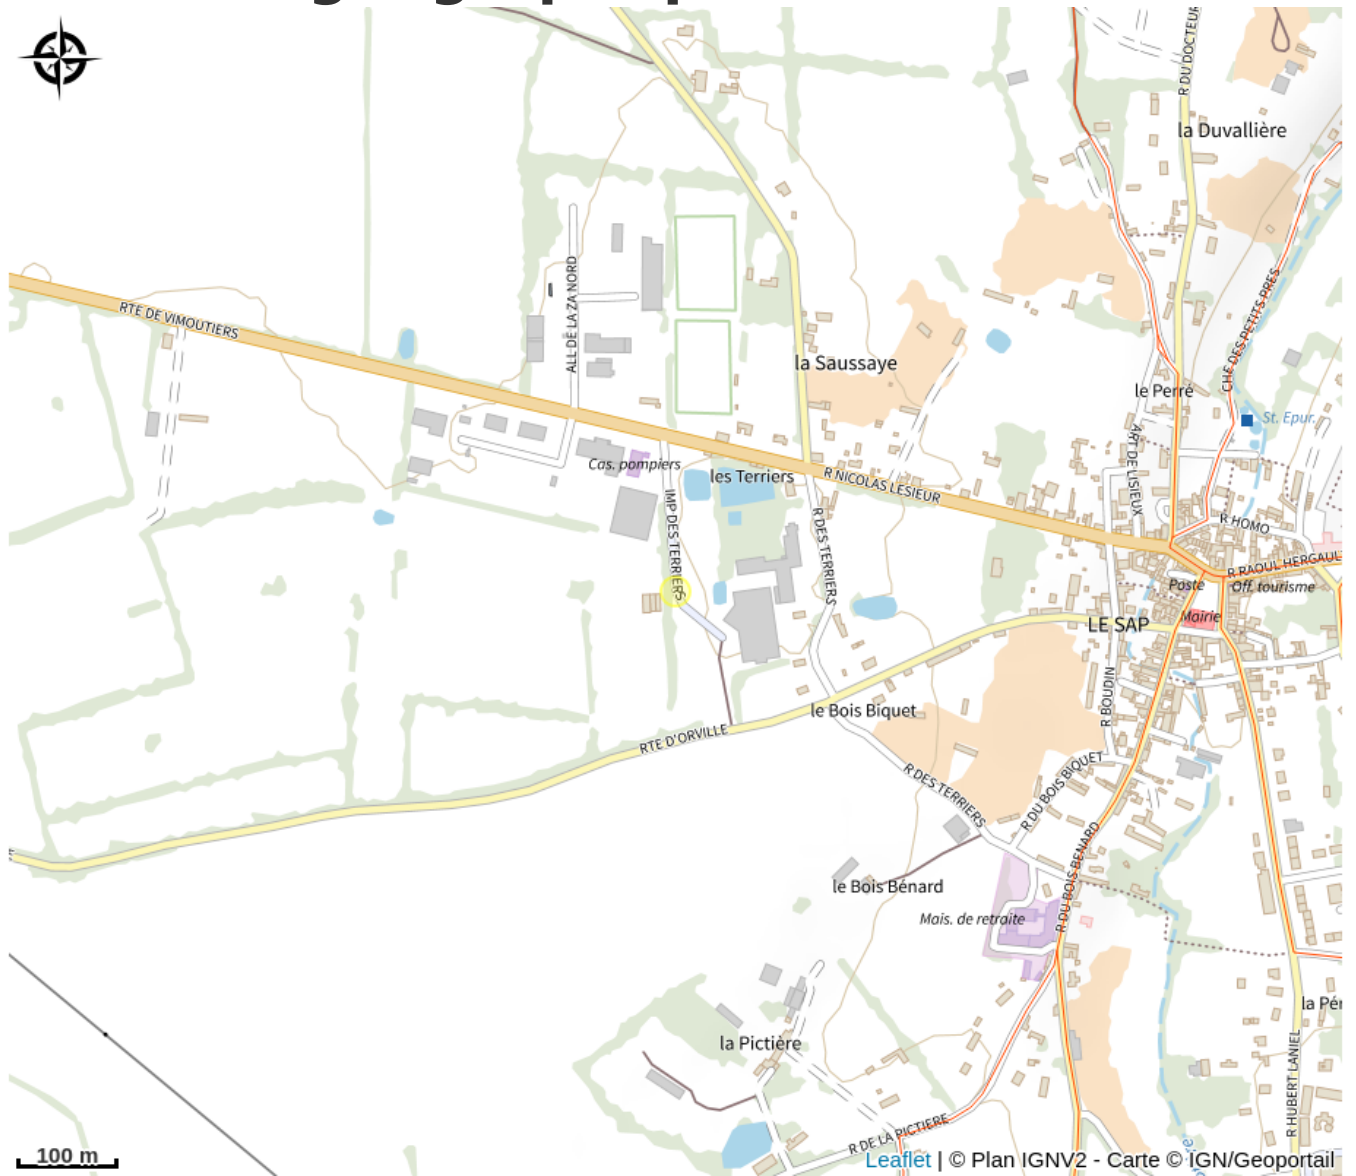 R DU DOCTEUR
la Duvallière
ALL DE LA ZA NORD
CHE DES PETITS PRES
RTE DE VIMOUTIERS
la Saussaye
le Perré
St. Epur.
ART DE LISIEUX
Cas. pompiers
les Terriers
R NICOLAS LESIEUR
IMP DES TERRIERS
R DES TERRIERS
R HOMO
R RAOUL HERGAUL
Poste
Off. tourisme
Mairie
LE SAP
R BOUDIN
le Bois Biquet
RTE D'ORVILLE
R DES TERRIERS
R DU BOIS BIQUET
R DU BOIS BENARD
le Bois Bénard
Mais. de retraite
la Pictière
la Pér
R HUBERT LANIEL
R DE LA PICTIERE
100 m
Leaflet | © Plan IGNV2 - Carte © IGN/Geoportail